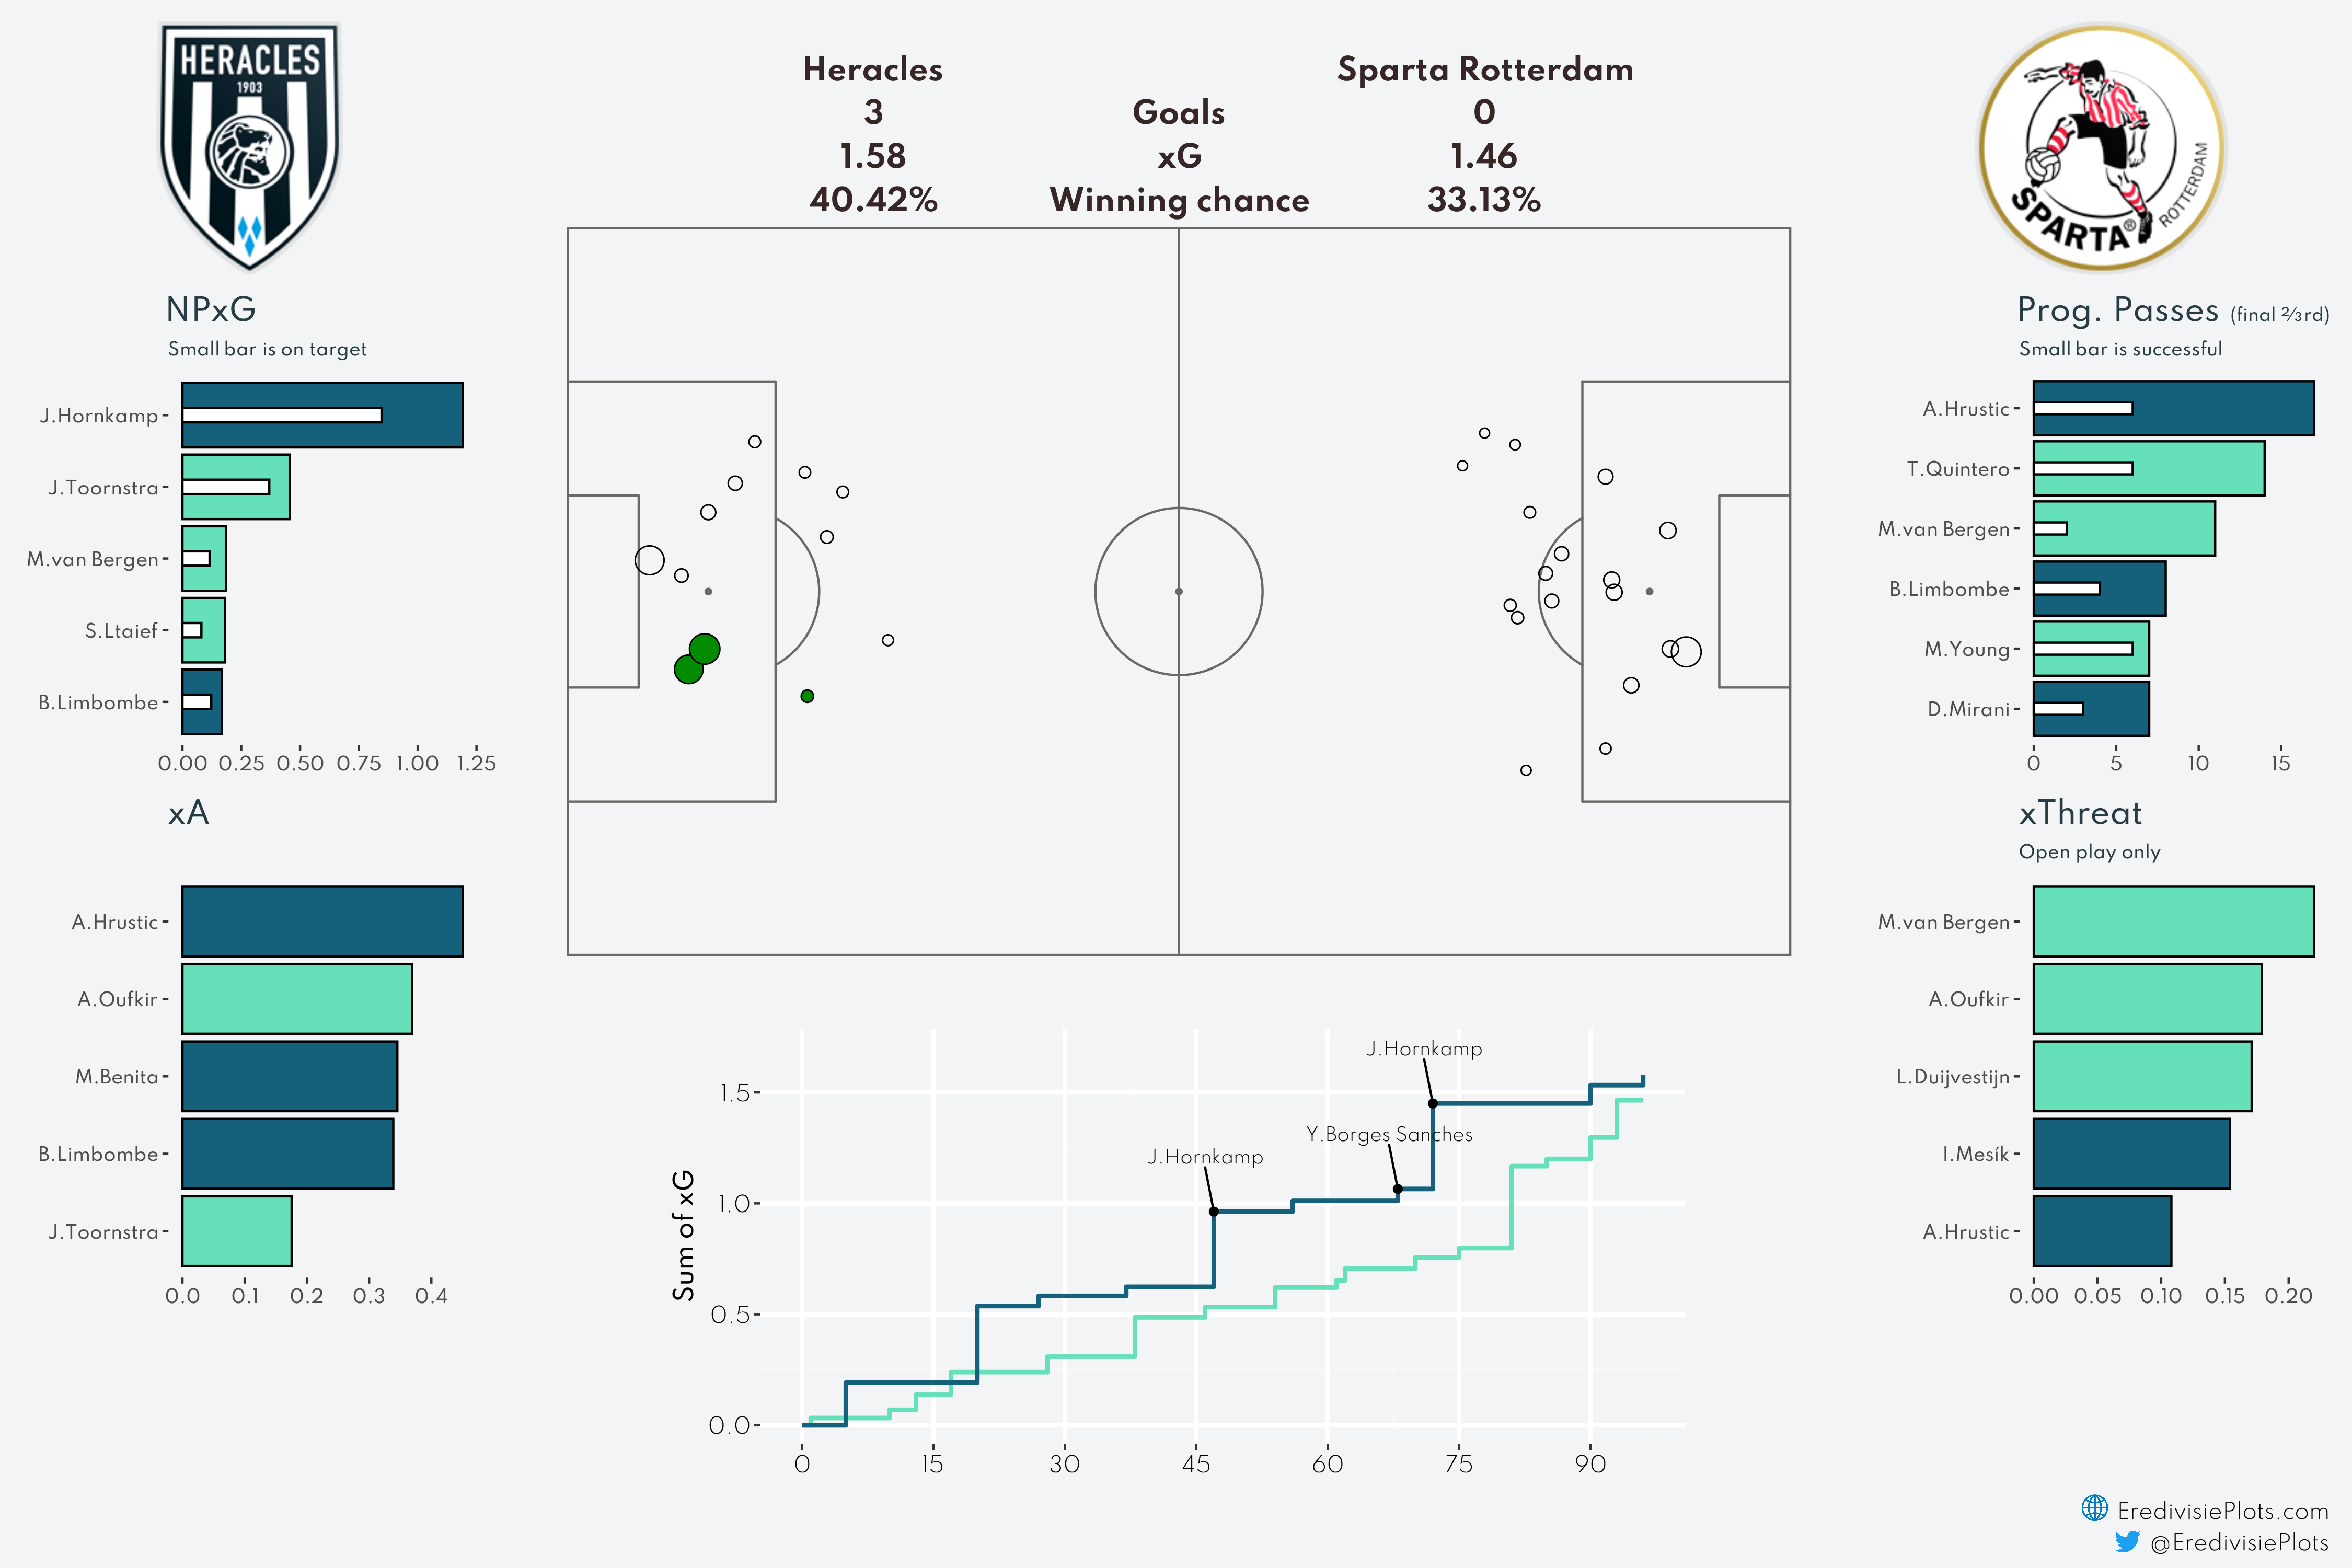 HERACLES
1903
Heracles Sparta Rotterdam
3 Goals 0
1.58 xG 1.46
40.42% Winning chance 33.13%
SPARTA®
ROTTERDAM
NPxG
Small bar is on target
J.Hornkamp
J.Toornstra
M.van Bergen
S.Ltaief
B.Limbombe
0.00 0.25 0.50 0.75 1.00 1.25
xA
A.Hrustic
A.Oufkir
M.Benita
B.Limbombe
J.Toornstra
0.0 0.1 0.2 0.3 0.4
Sum of xG
1.5
1.0
0.5
0.0
J.Hornkamp
Y.Borges Sanches
J.Hornkamp
0 15 30 45 60 75 90
Prog. Passes (final ⅔rd)
Small bar is successful
A.Hrustic
T.Quintero
M.van Bergen
B.Limbombe
M.Young
D.Mirani
0 5 10 15
xThreat
Open play only
M.van Bergen
A.Oufkir
L.Duijvestijn
I.Mesík
A.Hrustic
0.00 0.05 0.10 0.15 0.20
EredivisiePlots.com
@EredivisiePlots